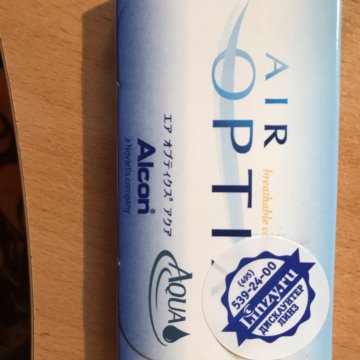 AIR
OPTI
breathable
エア オプティクス® アクア
Alcon®
a Novartis company
AQUA
(495)
539-24-00
Linzy.ru
ДИСКАУНТЕР
ЛИНЗ